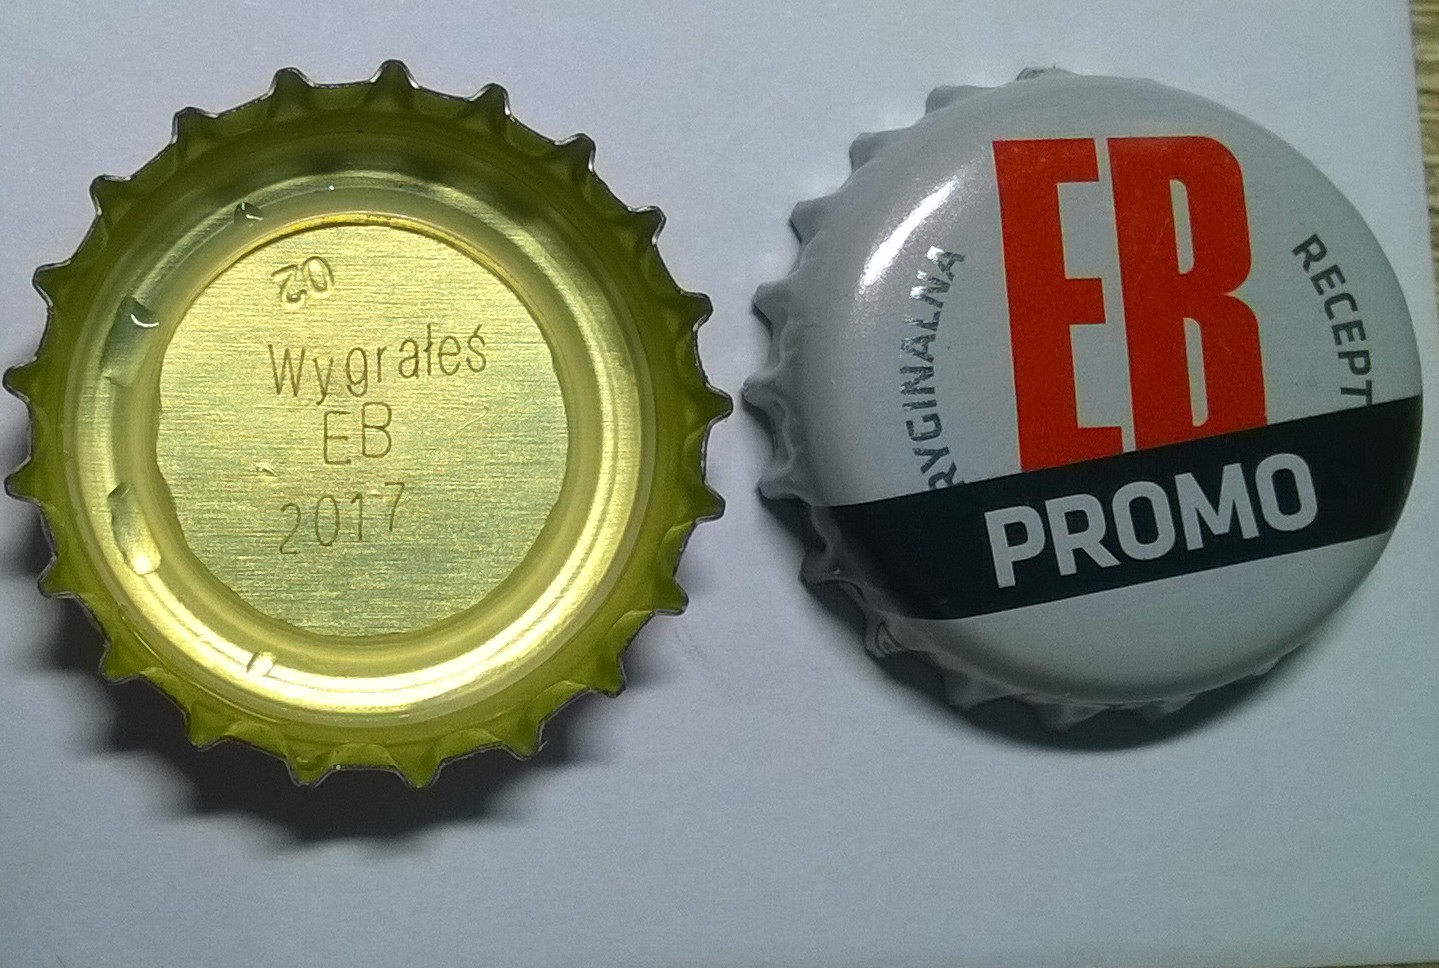 02
Wygrałeś
EB
2017
EB
RYGINALNA
RECEPT
PROMO